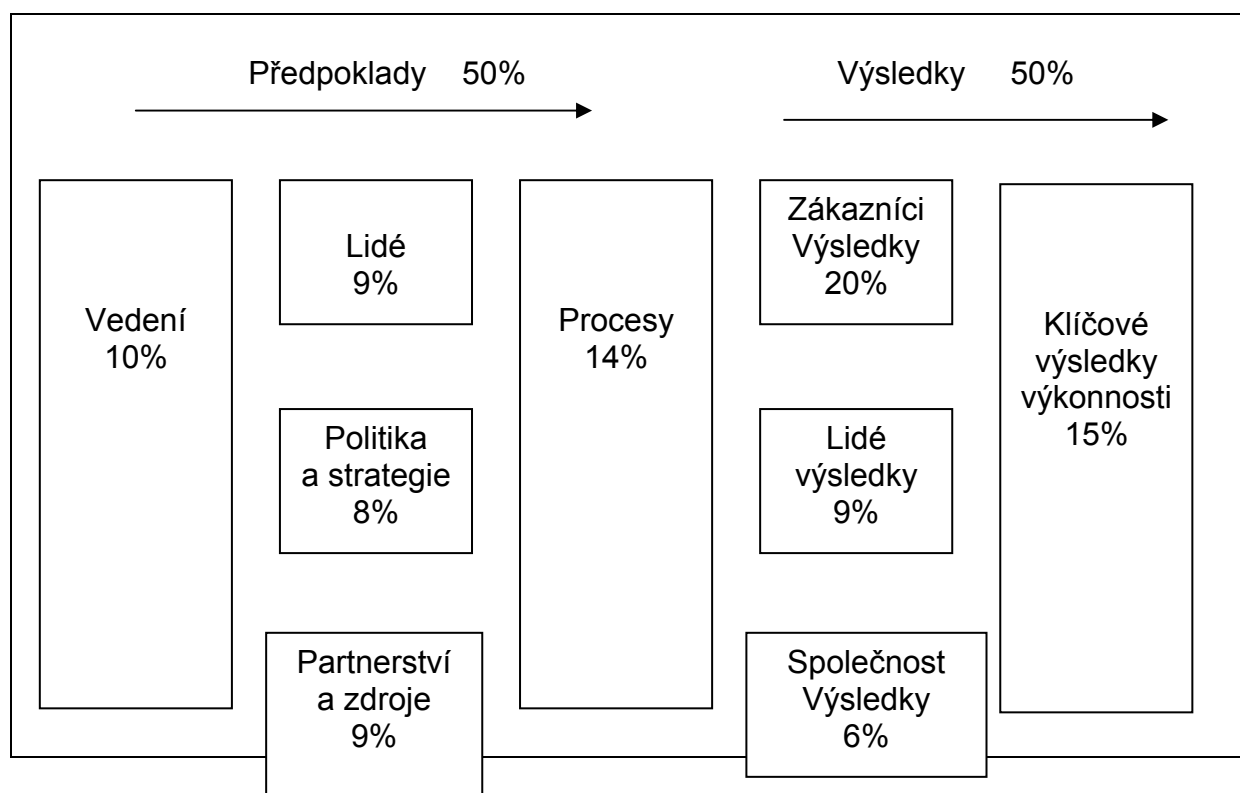 Předpoklady 50%
Výsledky 50%
Vedení
10%
Lidé
9%
Politika
a strategie
8%
Partnerství
a zdroje
9%
Procesy
14%
Zákazníci
Výsledky
20%
Lidé
výsledky
9%
Společnost
Výsledky
6%
Klíčové
výsledky
výkonnosti
15%